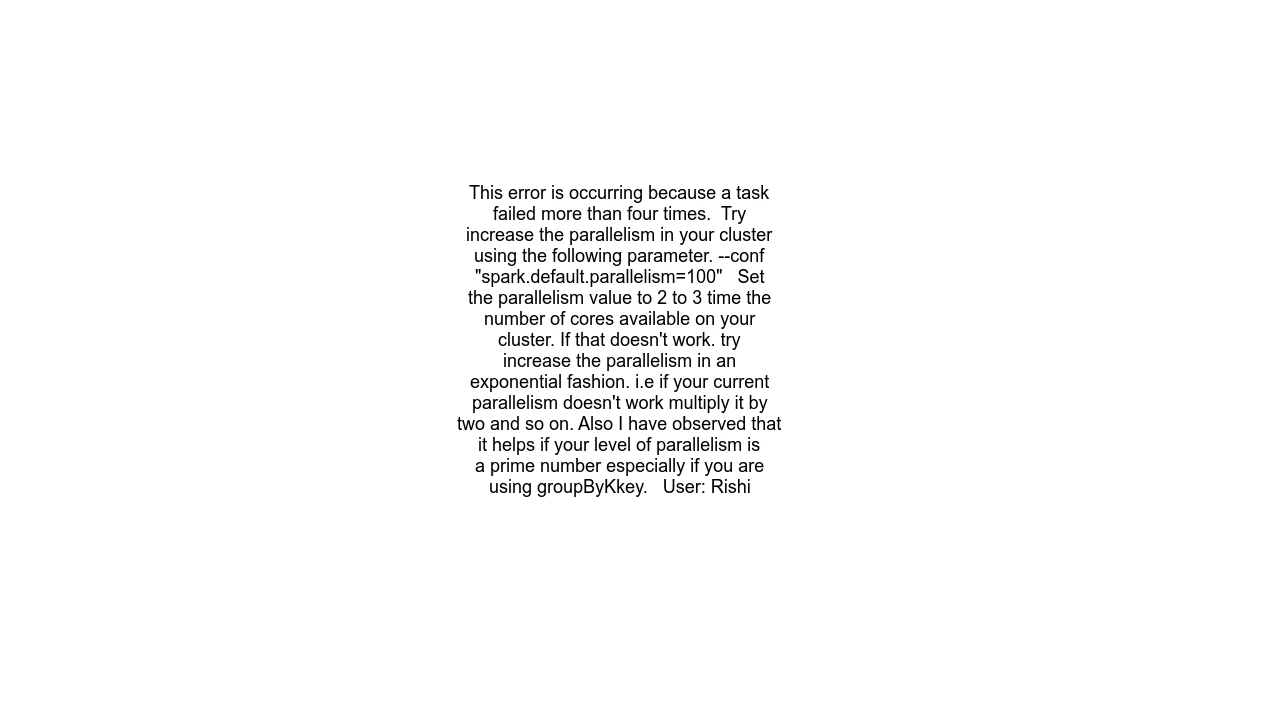 This error is occurring because a task
failed more than four times.  Try
increase the parallelism in your cluster
using the following parameter. --conf
"spark.default.parallelism=100"   Set
the parallelism value to 2 to 3 time the
number of cores available on your
cluster. If that doesn't work. try
increase the parallelism in an
exponential fashion. i.e if your current
parallelism doesn't work multiply it by
two and so on. Also I have observed that
it helps if your level of parallelism is
a prime number especially if you are
using groupByKkey.   User: Rishi